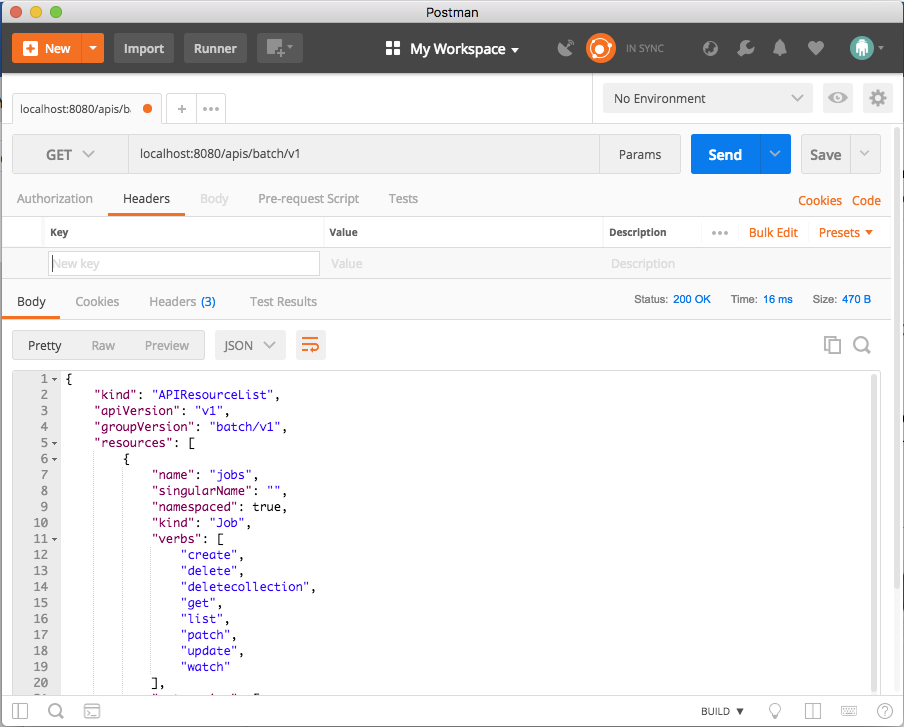 Postman
New Import Runner My Workspace IN SYNC
localhost:8080/apis/b + ••• No Environment
GET localhost:8080/apis/batch/v1 Params Send Save
Authorization Headers Body Pre-request Script Tests Cookies Code
Key Value Description ••• Bulk Edit Presets
New key Value Description
Body Cookies Headers (3) Test Results Status: 200 OK Time: 16 ms Size: 470 B
Pretty Raw Preview JSON
1 {
2 "kind": "APIResourceList",
3 "apiVersion": "v1",
4 "groupVersion": "batch/v1",
5 "resources": [
6 {
7 "name": "jobs",
8 "singularName": "",
9 "namespaced": true,
10 "kind": "Job",
11 "verbs": [
12 "create",
13 "delete",
14 "deletecollection",
15 "get",
16 "list",
17 "patch",
18 "update",
19 "watch"
20 ],
BUILD